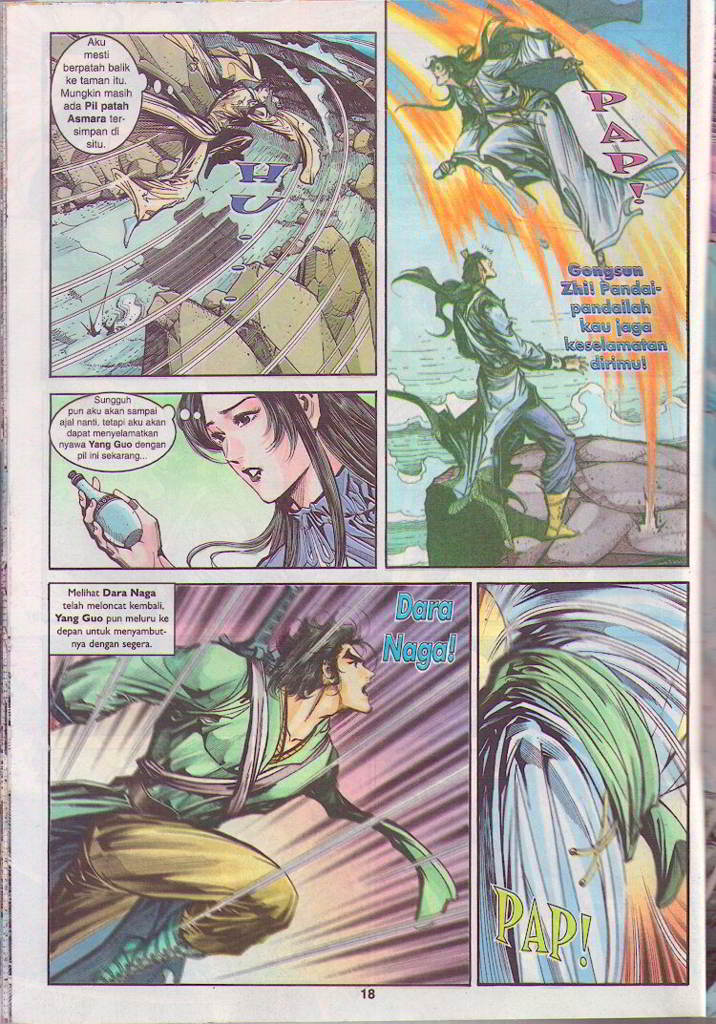 Aku
mesti
berpatah balik
ke taman itu.
Mungkin masih
ada Pil patah
Asmara ter-
simpan di
situ.
HU...
PAP
PAP!
Gongsun
Zhi! Pandai-
pandailah
kau jaga
keselamatan
dirimu!
Sungguh
pun aku akan sampai
ajal nanti, tetapi aku akan
dapat menyelamatkan
nyawa Yang Guo dengan
pil ini sekarang...
Melihat Dara Naga
telah meloncat kembali,
Yang Guo pun meluru ke
depan untuk menyambut-
nya dengan segera.
Dara
Naga!
PAP!
18